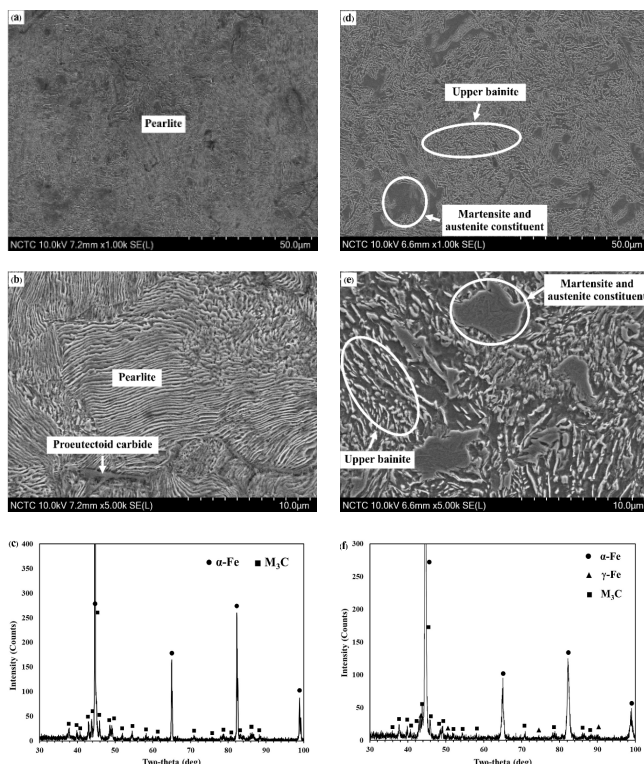 (a)
Pearlite
NCTC 10.0kV 7.2mm x1.00k SE(L)
50.0μm
(d)
Upper bainite
Martensite and
austenite constituent
NCTC 10.0kV 6.6mm x1.00k SE(L)
50.0μm
(b)
Pearlite
Proeutectoid carbide
NCTC 10.0kV 7.2mm x5.00k SE(L)
10.0μm
(e)
Martensite and
austenite constituent
Upper bainite
NCTC 10.0kV 6.6mm x5.00k SE(L)
10.0μm
(c)
α-Fe
M₃C
400
350
300
250
200
150
100
50
0
30 40 50 60 70 80 90 100
Intensity (Counts)
Two-theta (deg)
(f)
α-Fe
γ-Fe
M₃C
300
250
200
150
100
50
0
30 40 50 60 70 80 90 100
Intensity (Counts)
Two-theta (deg)